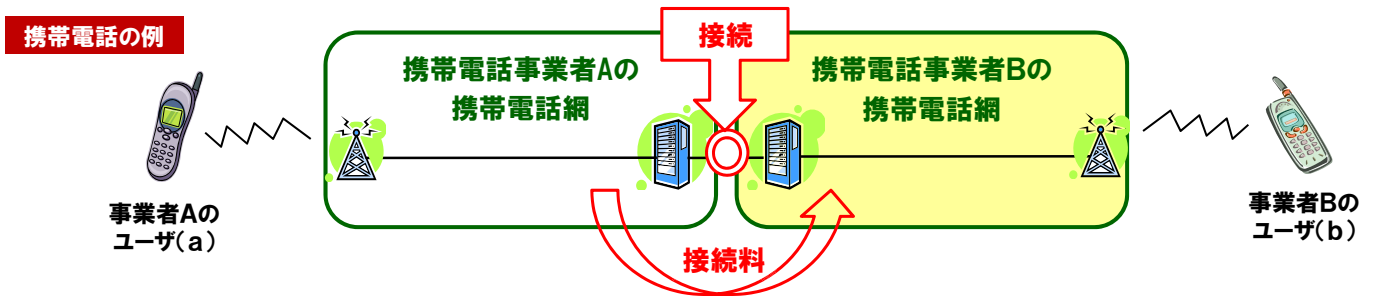 携帯電話の例
接続
携帯電話事業者Aの
携帯電話網
携帯電話事業者Bの
携帯電話網
事業者Aの
ユーザ(a)
事業者Bの
ユーザ(b)
接続料